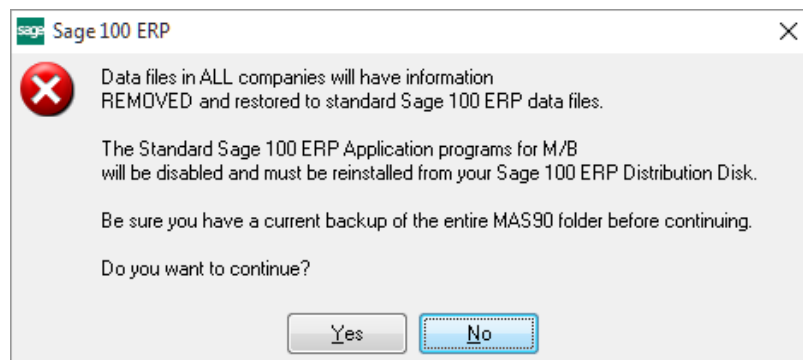 sage Sage 100 ERP
Data files in ALL companies will have information
REMOVED and restored to standard Sage 100 ERP data files.
The Standard Sage 100 ERP Application programs for M/B
will be disabled and must be reinstalled from your Sage 100 ERP Distribution Disk.
Be sure you have a current backup of the entire MAS90 folder before continuing.
Do you want to continue?
Yes No